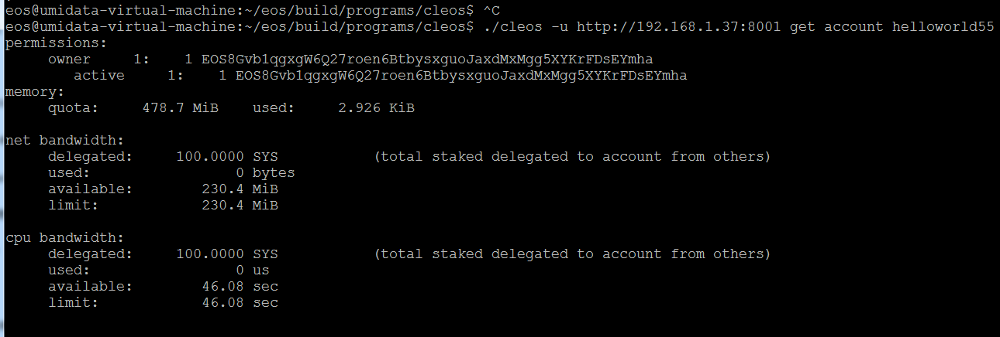 eos@umidata-virtual-machine:~/eos/build/programs/cleos$ ^C
eos@umidata-virtual-machine:~/eos/build/programs/cleos$ ./cleos -u http://192.168.1.37:8001 get account helloworld55
permissions:
     owner     1:    1 EOS8Gvb1qgxgW6Q27roen6BtbysxguoJaxdMxMgg5XYKrFDsEYmha
        active     1:    1 EOS8Gvb1qgxgW6Q27roen6BtbysxguoJaxdMxMgg5XYKrFDsEYmha
memory:
     quota:     478.7 MiB    used:     2.926 KiB
net bandwidth:
     delegated:     100.0000 SYS           (total staked delegated to account from others)
     used:                 0 bytes
     available:        230.4 MiB
     limit:            230.4 MiB
cpu bandwidth:
     delegated:     100.0000 SYS           (total staked delegated to account from others)
     used:                 0 us
     available:        46.08 sec
     limit:            46.08 sec